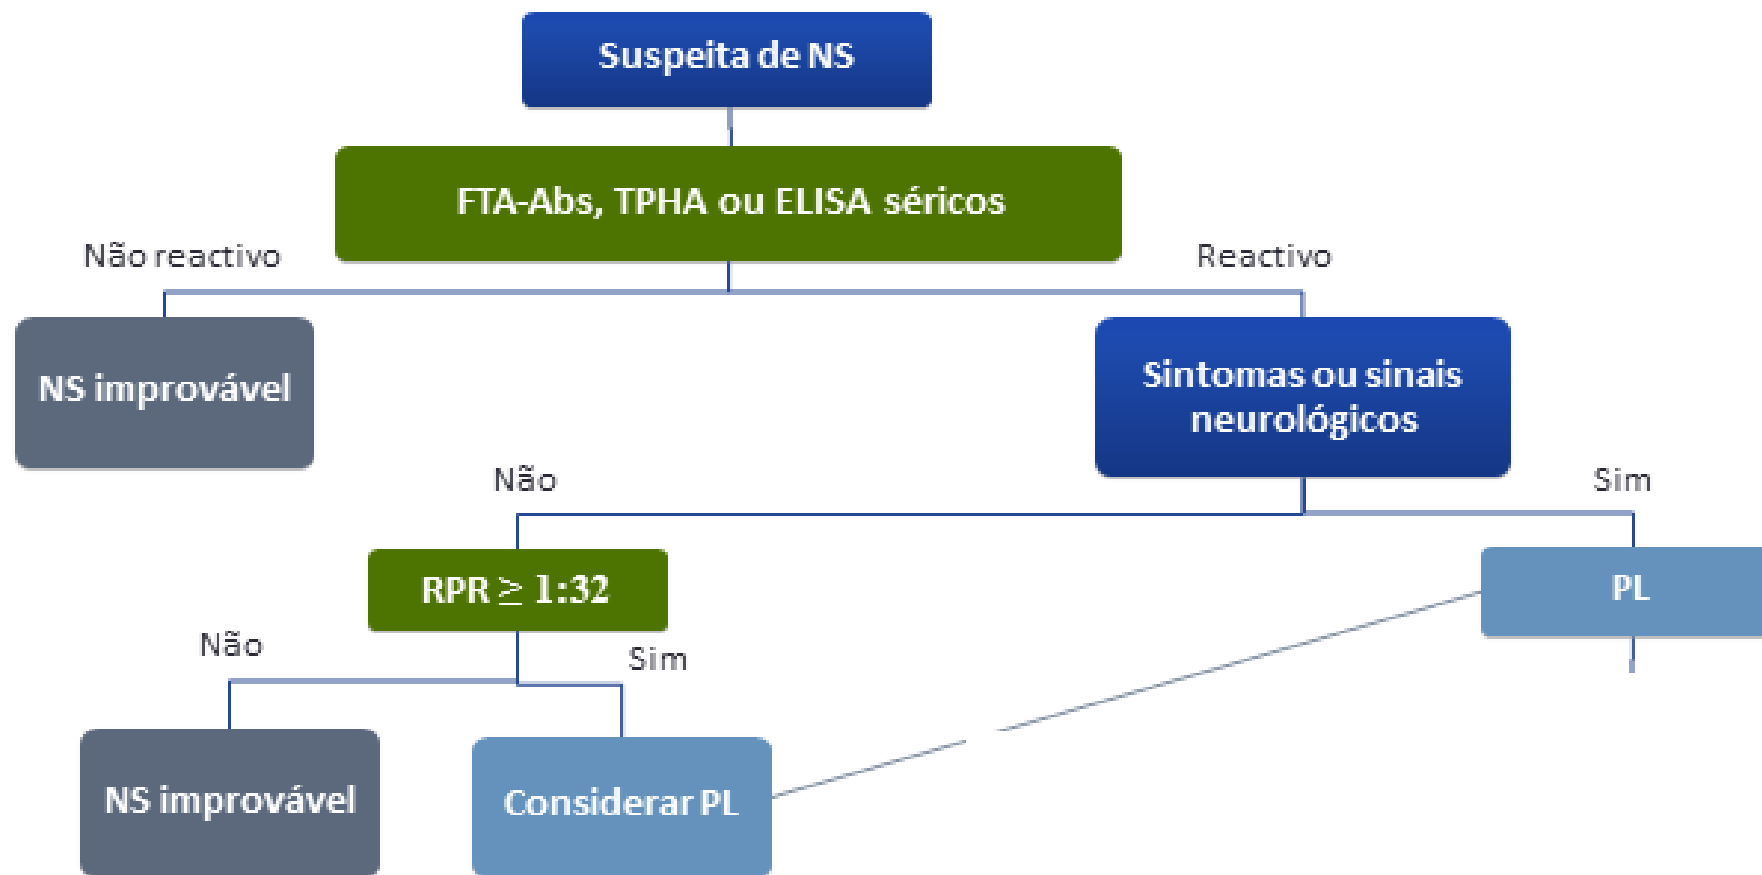 Suspeita de NS
FTA-Abs, TPHA ou ELISA séricos
Não reactivo
Reactivo
NS improvável
Sintomas ou sinais
neurológicos
Não
Sim
RPR ≥ 1:32
PL
Não
Sim
NS improvável
Considerar PL